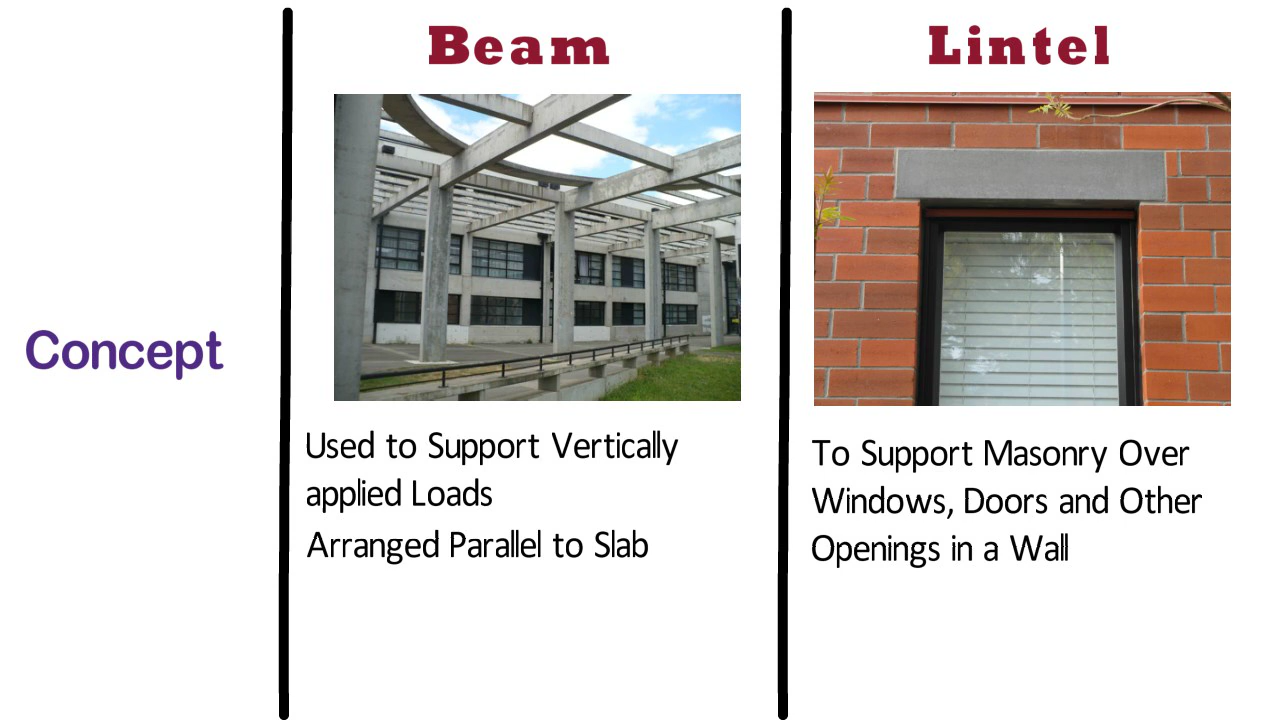 Beam
Lintel
Concept
Used to Support Vertically
applied Loads
Arranged Parallel to Slab
To Support Masonry Over
Windows, Doors and Other
Openings in a Wall